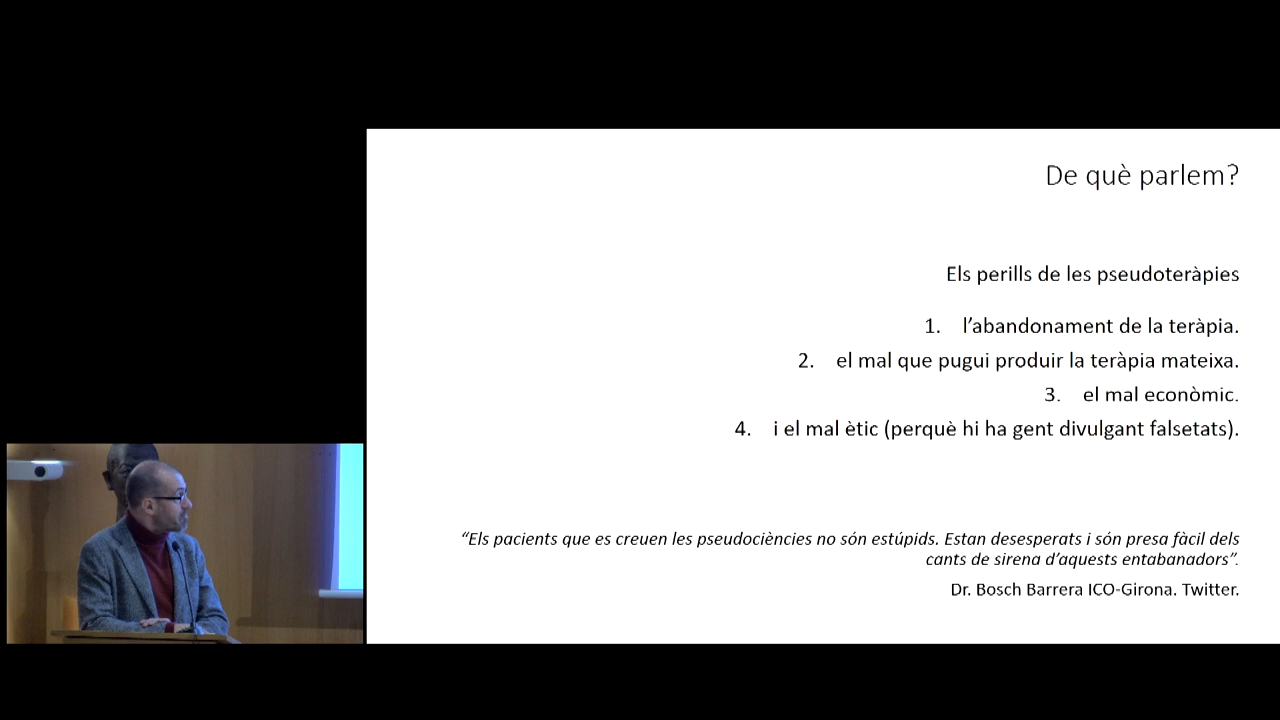 De què parlem?
Els perills de les pseudoteràpies
1. l’abandonament de la teràpia.
2. el mal que pugui produir la teràpia mateixa.
3. el mal econòmic.
4. i el mal ètic (perquè hi ha gent divulgant falsetats).
“Els pacients que es creuen les pseudociències no són estúpids. Estan desesperats i són presa fàcil dels
cants de sirena d’aquests entabanadors”.
Dr. Bosch Barrera ICO-Girona. Twitter.